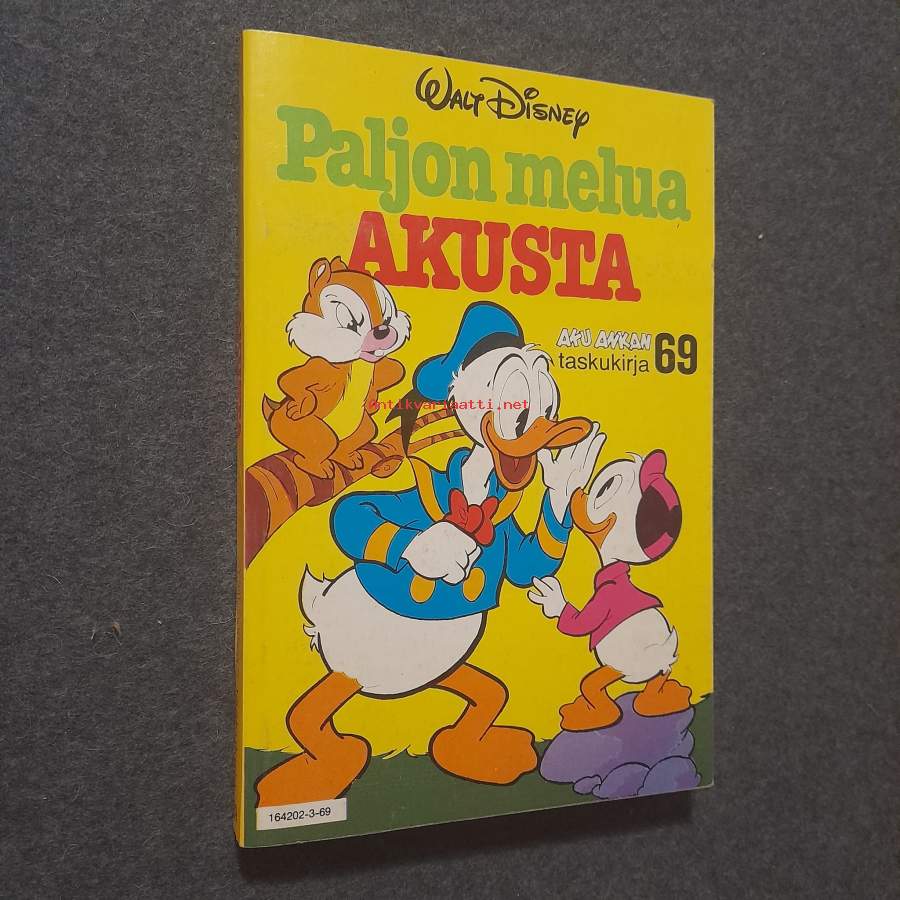 WALT DISNEY
Paljon melua
AKUSTA
AKU ANKAN
taskukirja 69
Antikvariaatti.net
164202-3-69